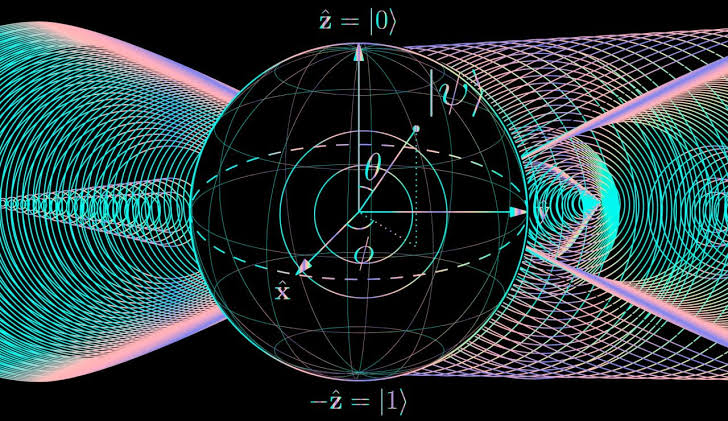 ẑ = |0⟩
|ψ⟩
θ
y
ϕ
x̂
−ẑ = |1⟩